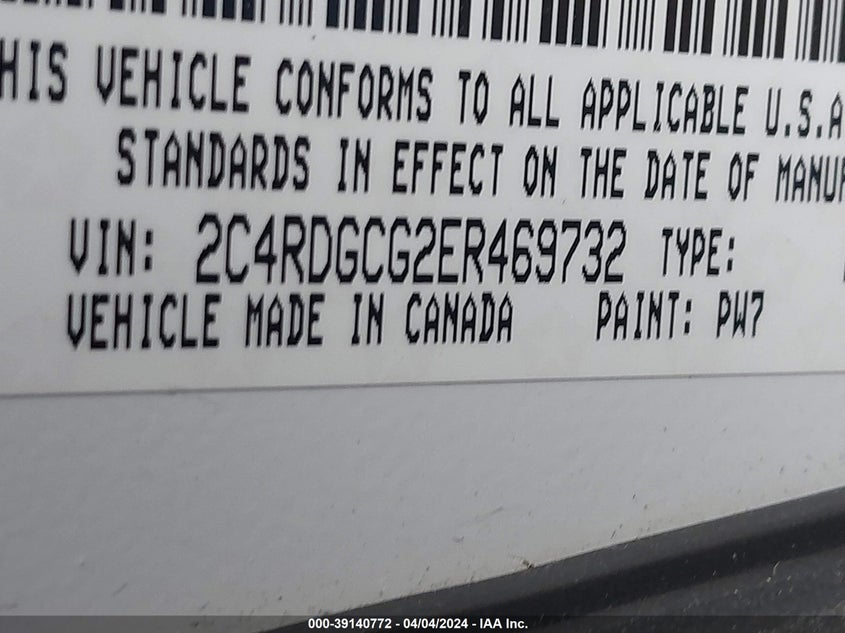 HIS VEHICLE CONFORMS TO ALL APPLICABLE U.S.A
STANDARDS IN EFFECT ON THE DATE OF MANUF
VIN: 2C4RDGCG2ER469732 TYPE:
VEHICLE MADE IN CANADA PAINT: PW7
000-39140772 - 04/04/2024 - IAA Inc.